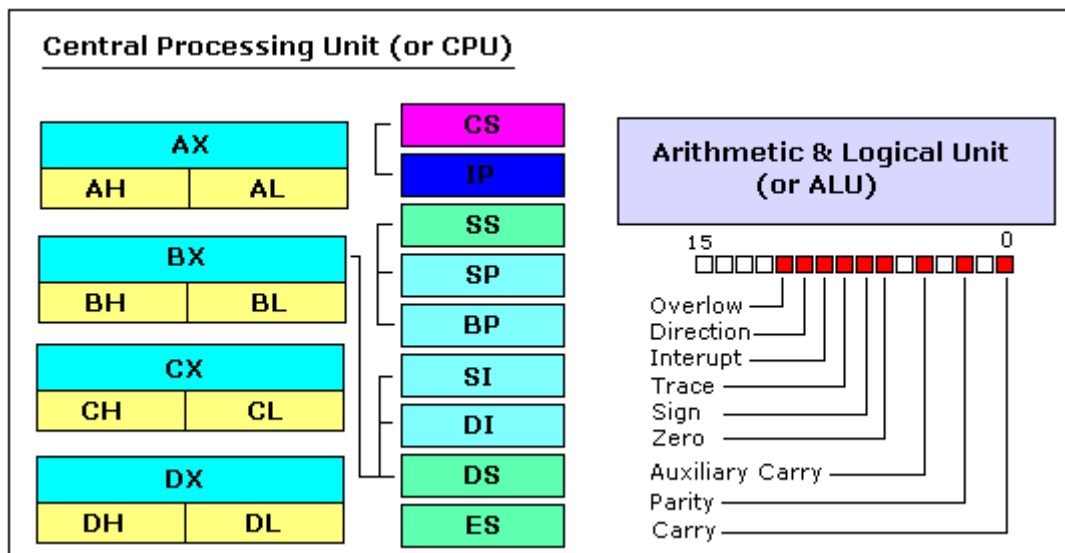 Central Processing Unit (or CPU)
AX
AH AL
BX
BH BL
CX
CH CL
DX
DH DL
CS
IP
SS
SP
BP
SI
DI
DS
ES
Arithmetic & Logical Unit
(or ALU)
15 0
Overlow
Direction
Interupt
Trace
Sign
Zero
Auxiliary Carry
Parity
Carry